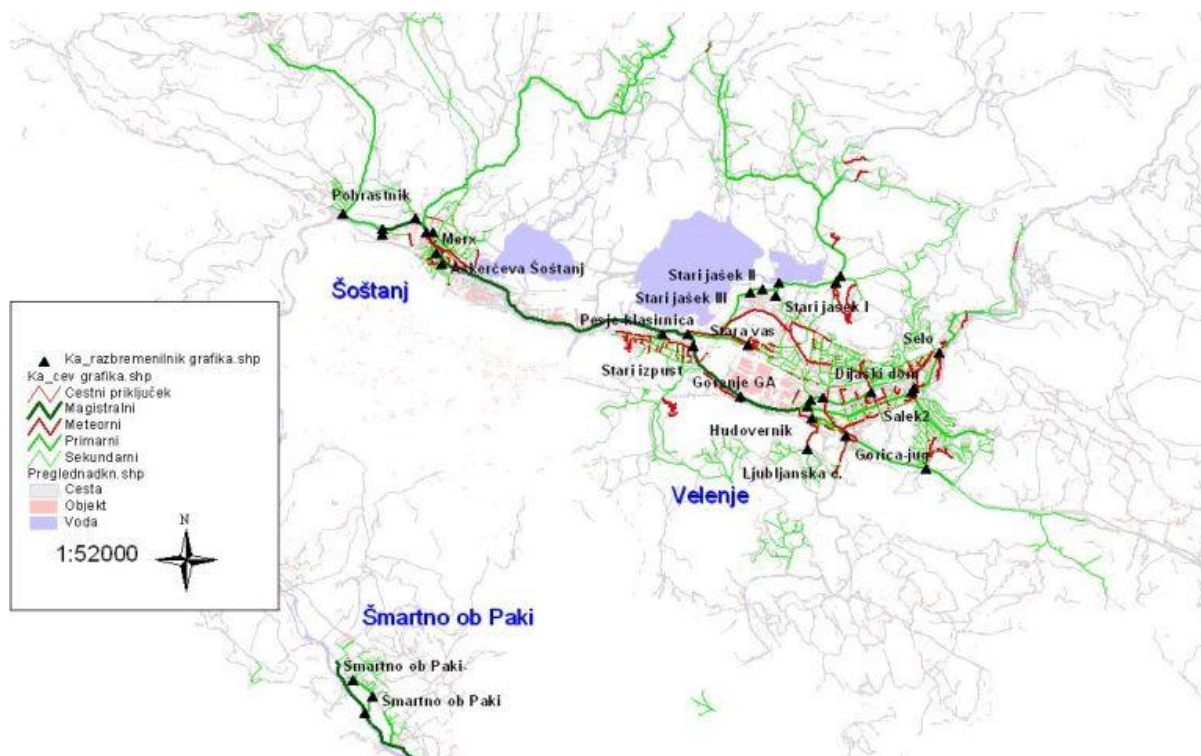 Pobrastnik
Merx
Aškerčeva Šoštanj
Šoštanj
Stari jašek II
Stari jašek III
Stari jašek I
Pesje-klasirnica
Stara vas
Selo
Stari izpust
Gorenje GA
Dijaški dom
Šalek2
Hudovernik
Gorica-jug
Ljubljanska c.
Velenje
Ka_razbremenilnik grafika.shp
Ka_cev grafika.shp
Cestni priključek
Magistralni
Meteorni
Primarni
Sekundarni
Preglednadkn.shp
Cesta
Objekt
Voda
N
1:52000
Šmartno ob Paki
Šmartno ob Paki
Šmartno ob Paki